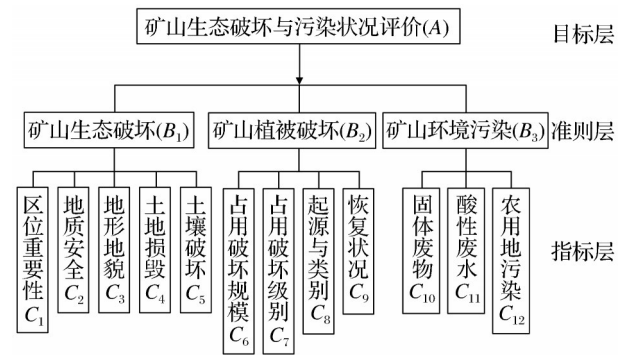 矿山生态破坏与污染状况评价(A)
目标层
矿山生态破坏(B₁)
矿山植被破坏(B₂)
矿山环境污染(B₃)
准则层
区位重要性C₁
地质安全C₂
地形地貌C₃
土地损毁C₄
土壤破坏C₅
占用破坏规模C₆
占用破坏级别C₇
起源与类别C₈
恢复状况C₉
固体废物C₁₀
酸性废水C₁₁
农用地污染C₁₂
指标层